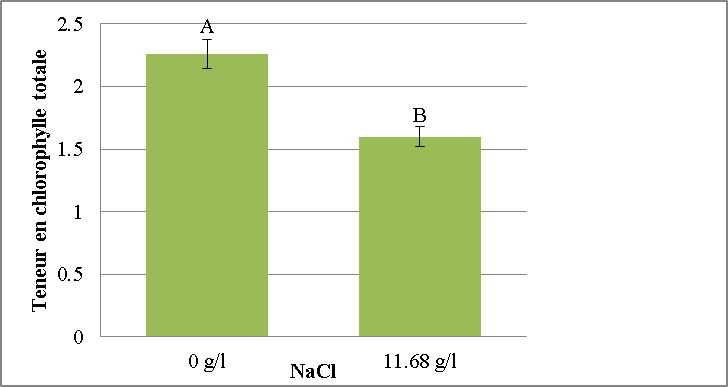 Teneur en chlorophylle totale
2.5
2
1.5
1
0.5
0
A
B
0 g/l
11.68 g/l
NaCl